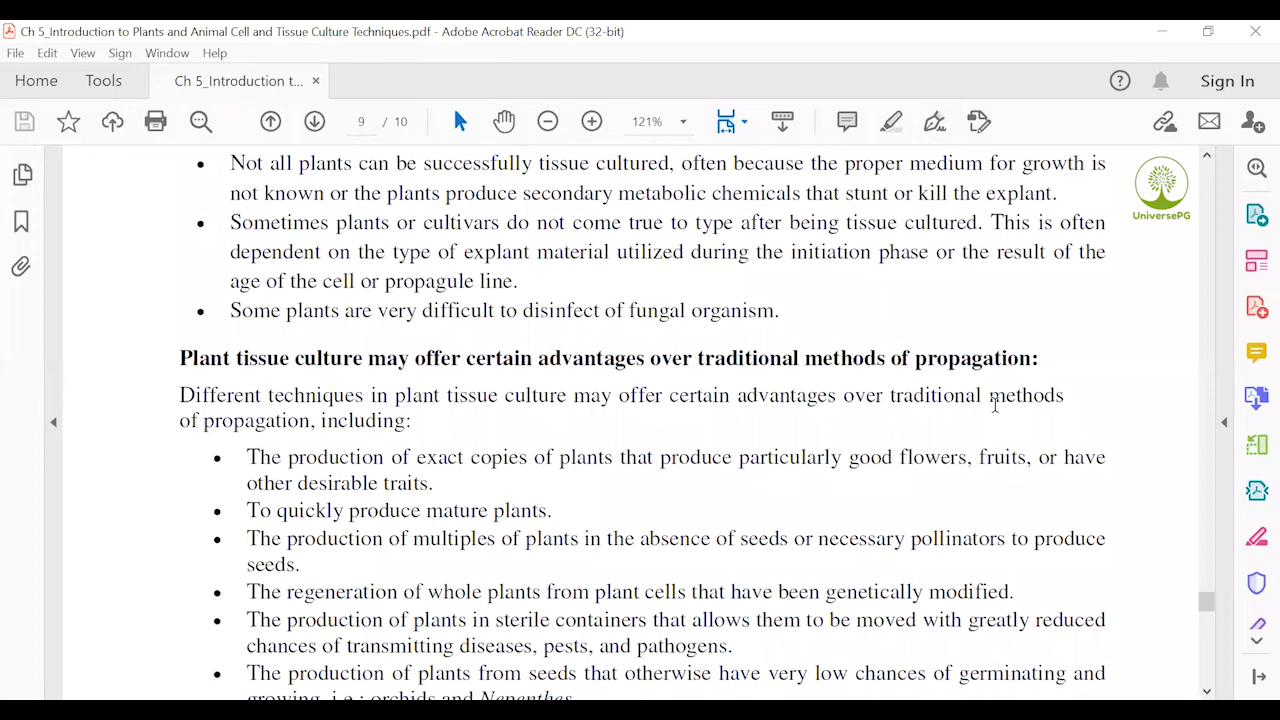 Ch 5_Introduction to Plants and Animal Cell and Tissue Culture Techniques.pdf - Adobe Acrobat Reader DC (32-bit)
File Edit View Window Sign Help
Home Tools Ch 5_Introduction t... × Sign In
9 / 10 121%
• Not all plants can be successfully tissue cultured, often because the proper medium for growth is
not known or the plants produce secondary metabolic chemicals that stunt or kill the explant.
UniversePG
• Sometimes plants or cultivars do not come true to type after being tissue cultured. This is often
dependent on the type of explant material utilized during the initiation phase or the result of the
age of the cell or propagule line.
• Some plants are very difficult to disinfect of fungal organism.
Plant tissue culture may offer certain advantages over traditional methods of propagation:
Different techniques in plant tissue culture may offer certain advantages over traditional methods
of propagation, including:
• The production of exact copies of plants that produce particularly good flowers, fruits, or have
other desirable traits.
• To quickly produce mature plants.
• The production of multiples of plants in the absence of seeds or necessary pollinators to produce
seeds.
• The regeneration of whole plants from plant cells that have been genetically modified.
• The production of plants in sterile containers that allows them to be moved with greatly reduced
chances of transmitting diseases, pests, and pathogens.
• The production of plants from seeds that otherwise have very low chances of germinating and
growing, i.e.: orchids and Nepenthes